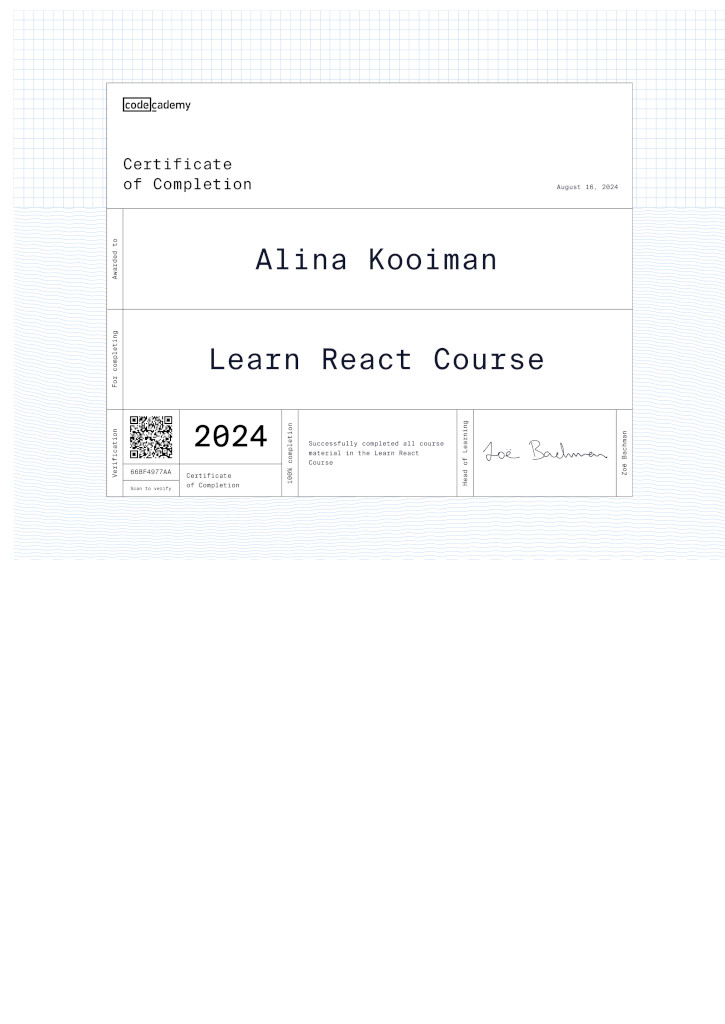 codecademy
Certificate
of Completion
August 16, 2024
Awarded to
Alina Kooiman
For completing
Learn React Course
Verification
668F4977AA
Scan to verify
2024
Certificate
of Completion
100% completion
Successfully completed all course
material in the Learn React
Course
Head of Learning
Zoë Bachman
Zoë Bachman